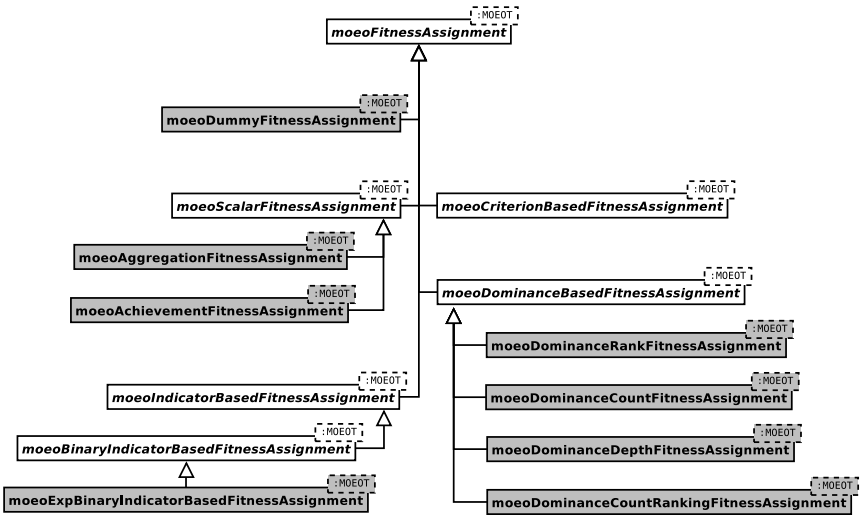 :MOEOT
moeoFitnessAssignment
:MOEOT
moeoDummyFitnessAssignment
:MOEOT
moeoScalarFitnessAssignment
:MOEOT
moeoCriterionBasedFitnessAssignment
:MOEOT
moeoAggregationFitnessAssignment
:MOEOT
moeoAchievementFitnessAssignment
:MOEOT
moeoDominanceBasedFitnessAssignment
:MOEOT
moeoDominanceRankFitnessAssignment
:MOEOT
moeoDominanceCountFitnessAssignment
:MOEOT
moeoDominanceDepthFitnessAssignment
:MOEOT
moeoDominanceCountRankingFitnessAssignment
:MOEOT
moeoIndicatorBasedFitnessAssignment
:MOEOT
moeoBinaryIndicatorBasedFitnessAssignment
:MOEOT
moeoExpBinaryIndicatorBasedFitnessAssignment